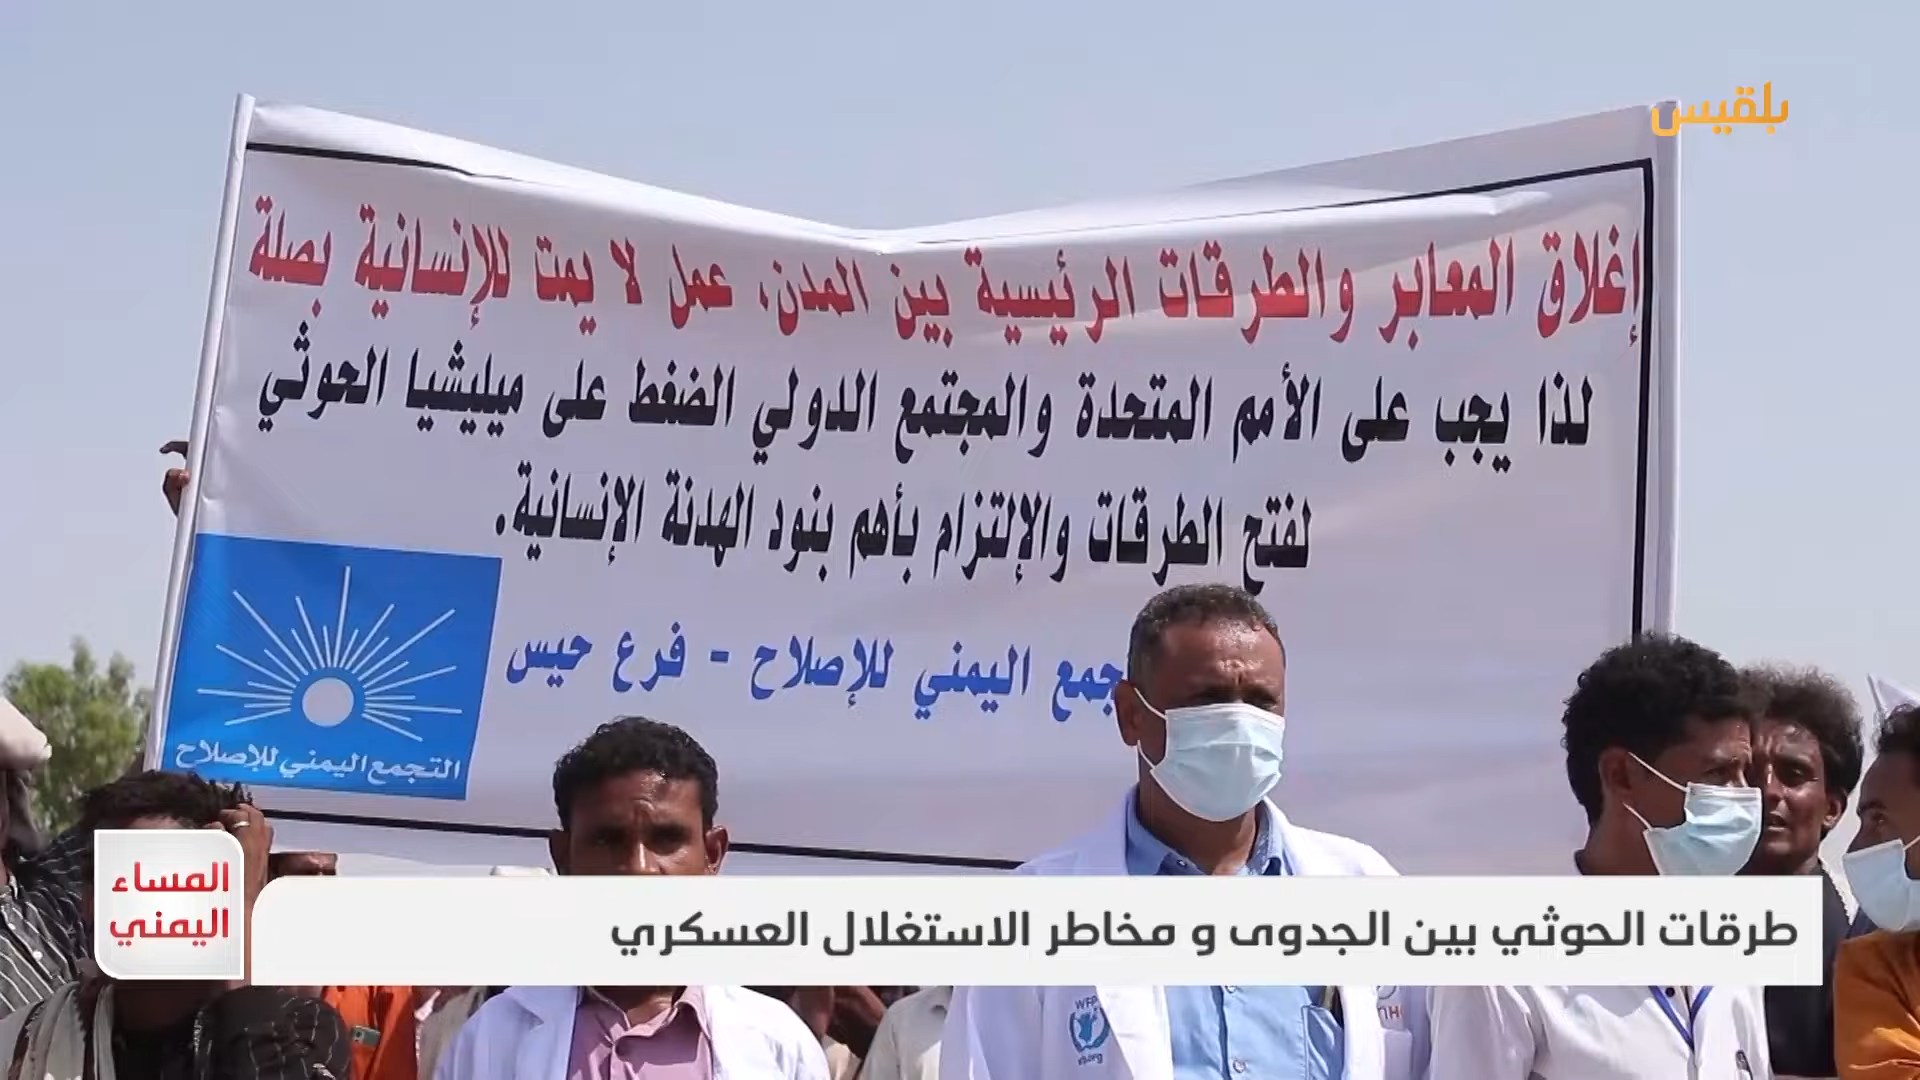 بلقيس
إغلاق المعابر والطرقات الرئيسية بين المدن، عمل لا يمت للإنسانية بصلة
لذا يجب على الأمم المتحدة والمجتمع الدولي الضغط على ميليشيا الحوثي
لفتح الطرقات والإلتزام بأهم بنود الهدنة الإنسانية.
جمع اليمني للإصلاح - فرع حيس
التجمع اليمني للإصلاح
المساء
اليمني
طرقات الحوثي بين الجدوى و مخاطر الاستغلال العسكري
WFP